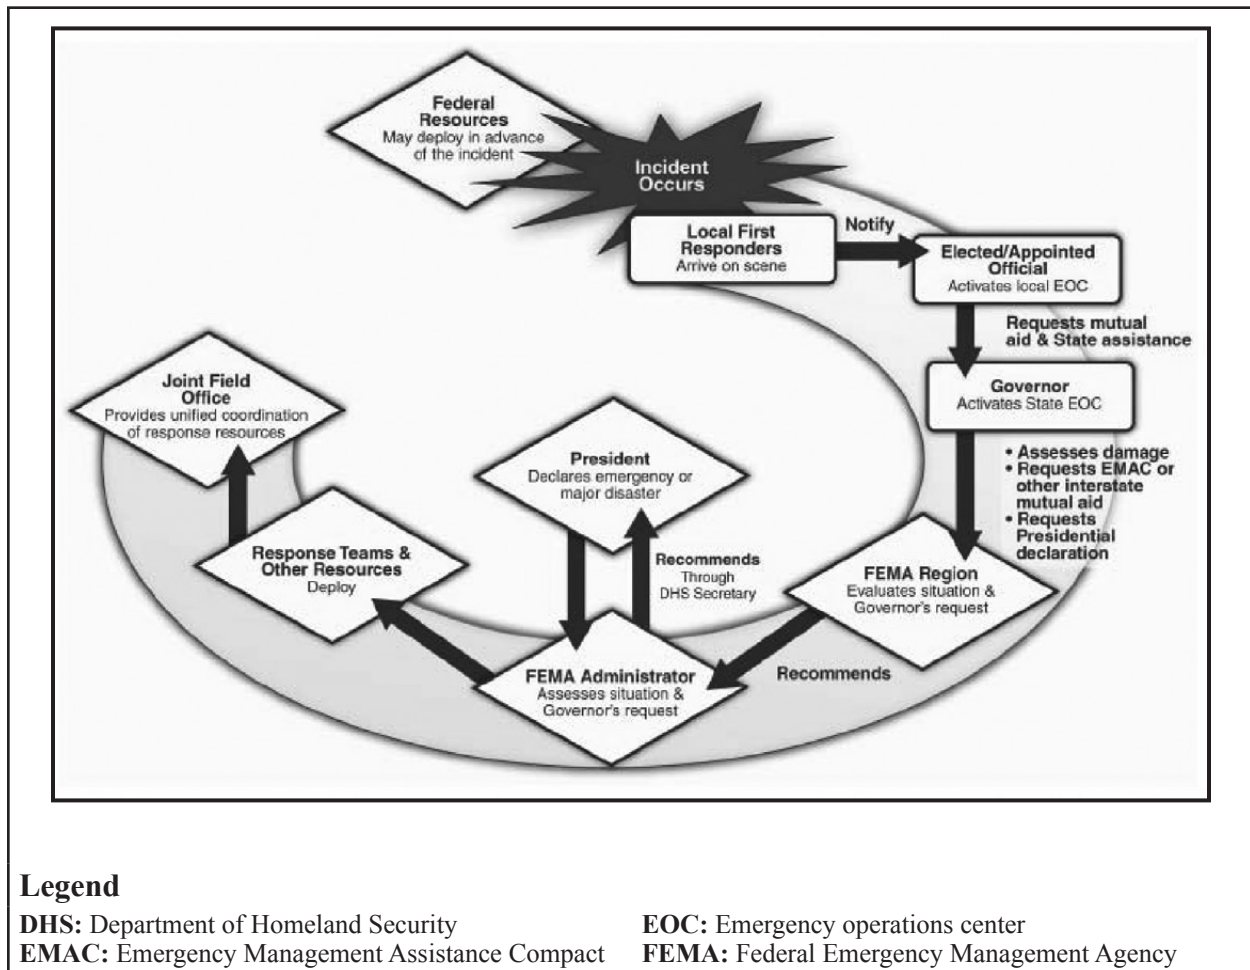 Federal
Resources
May deploy in advance
of the incident
Incident
Occurs
Local First
Responders
Arrive on scene
Notify
Elected/Appointed
Official
Activates local EOC
Requests mutual
aid & State assistance
Governor
Activates State EOC
• Assesses damage
• Requests EMAC or
other interstate
mutual aid
• Requests
Presidential
declaration
FEMA Region
Evaluates situation &
Governor's request
Recommends
FEMA Administrator
Assesses situation &
Governor's request
Recommends
Through
DHS Secretary
President
Declares emergency or
major disaster
Response Teams &
Other Resources
Deploy
Joint Field
Office
Provides unified coordination
of response resources
Legend
DHS: Department of Homeland Security
EMAC: Emergency Management Assistance Compact
EOC: Emergency operations center
FEMA: Federal Emergency Management Agency